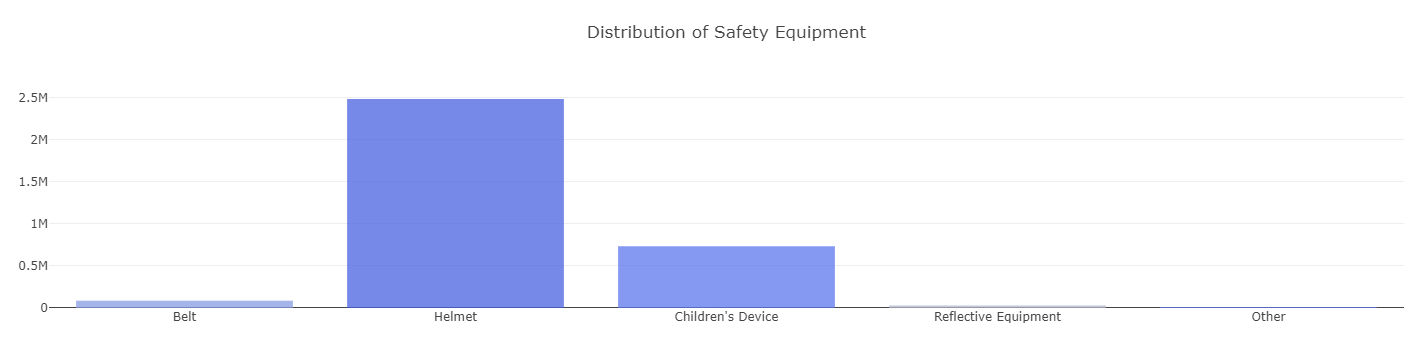 Distribution of Safety Equipment
2.5M
2M
1.5M
1M
0.5M
0
Belt
Helmet
Children's Device
Reflective Equipment
Other